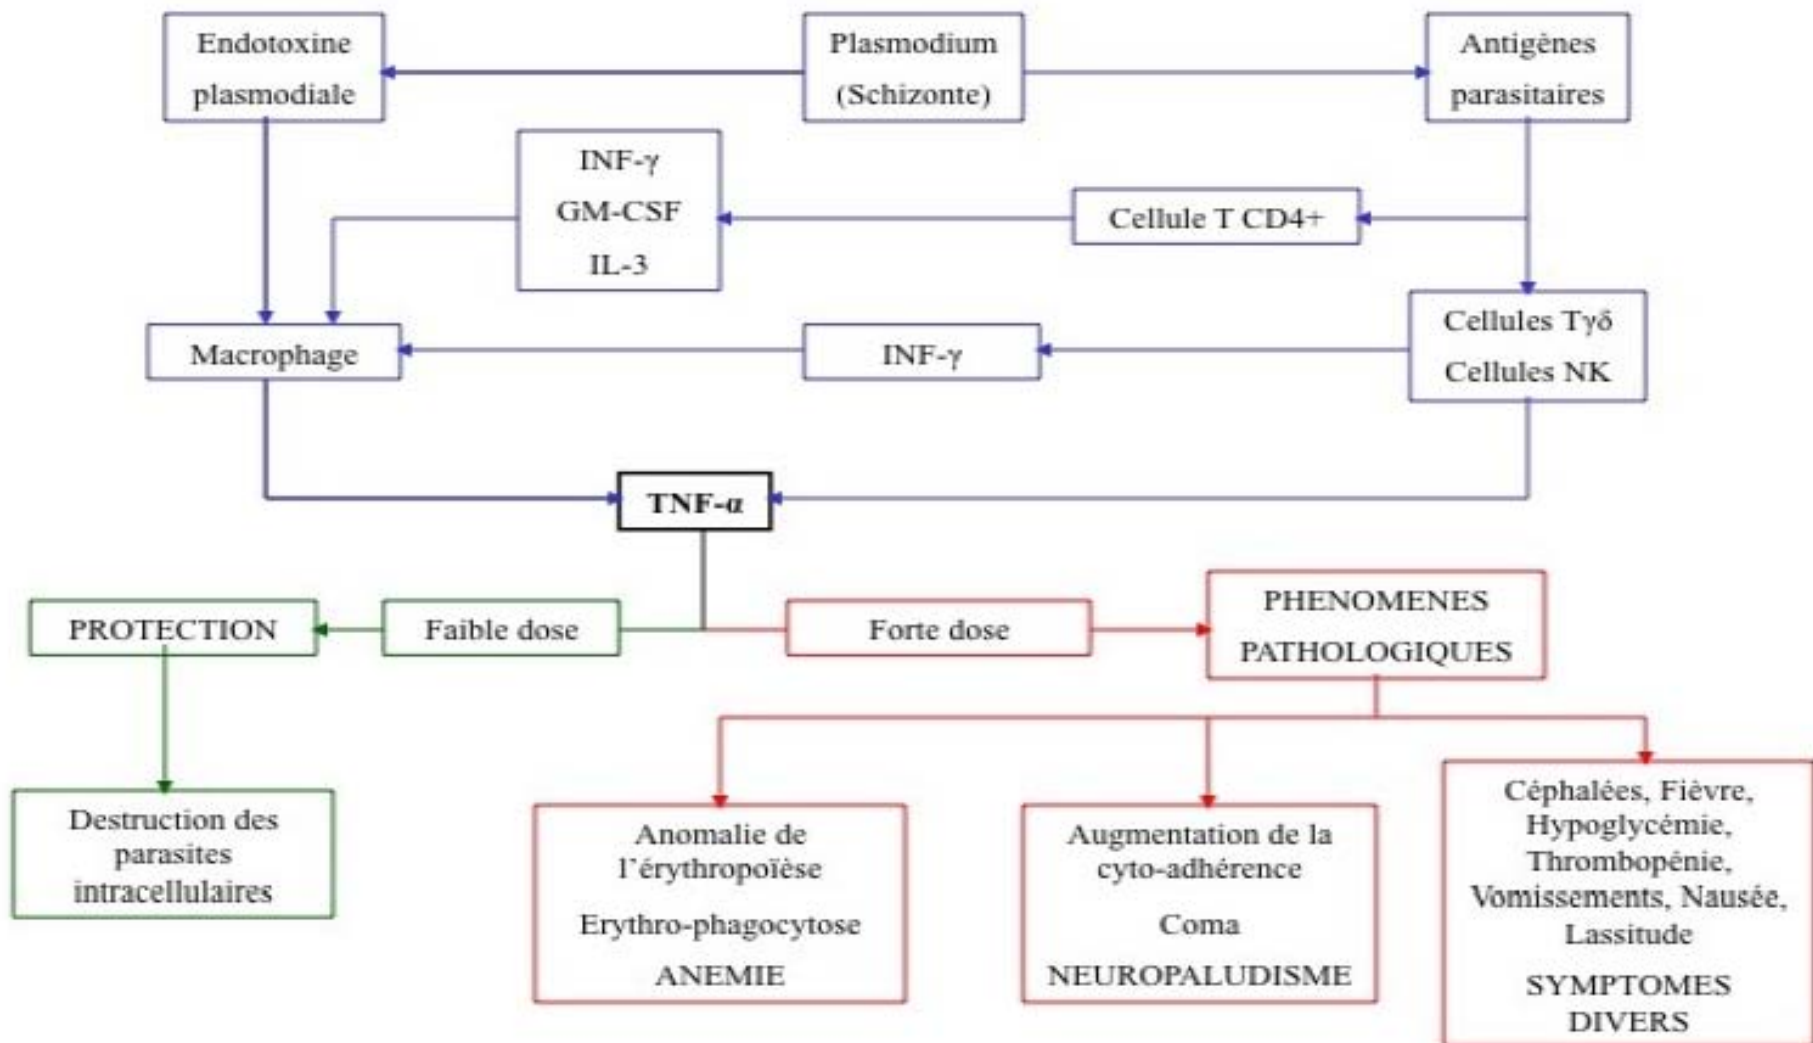 Endotoxine
plasmodiale
Plasmodium
(Schizonte)
Antigènes
parasitaires
INF-γ
GM-CSF
IL-3
Cellule T CD4+
Macrophage
INF-γ
Cellules Tγδ
Cellules NK
TNF-α
PROTECTION
Faible dose
Forte dose
PHENOMENES
PATHOLOGIQUES
Destruction des
parasites
intracellulaires
Anomalie de
l'érythropoïèse
Erythro-phagocytose
ANEMIE
Augmentation de la
cyto-adhérence
Coma
NEUROPALUDISME
Céphalées, Fièvre,
Hypoglycémie,
Thrombopénie,
Vomissements, Nausée,
Lassitude
SYMPTOMES
DIVERS